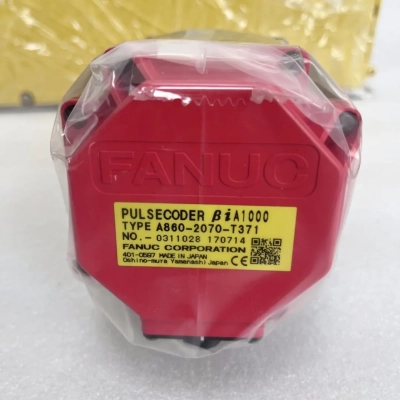 FANUC
PULSECODER βiA1000
TYPE A860-2070-T371
NO.- 0311028 170714
FANUC CORPORATION
401-0597 MADE IN JAPAN
Oshino-mura Yamanashi Japan CE